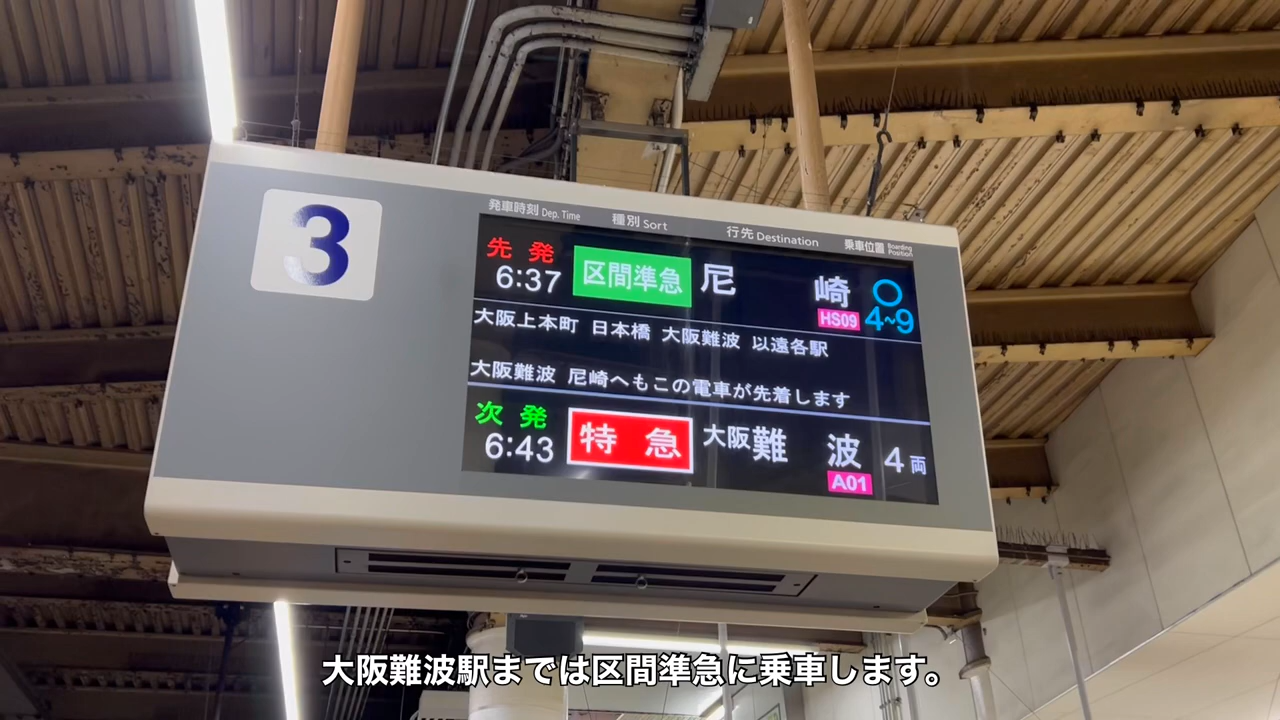 3
発車時刻 Dep. Time 種別 Sort 行先 Destination 乗車位置 Boarding Position
先発
6:37 区間準急 尼崎 HS09 ○ 4~9
大阪上本町 日本橋 大阪難波 以遠各駅
大阪難波 尼崎へもこの電車が先着します
次発
6:43 特急 大阪難波 A01 4両
大阪難波駅までは区間準急に乗車します。